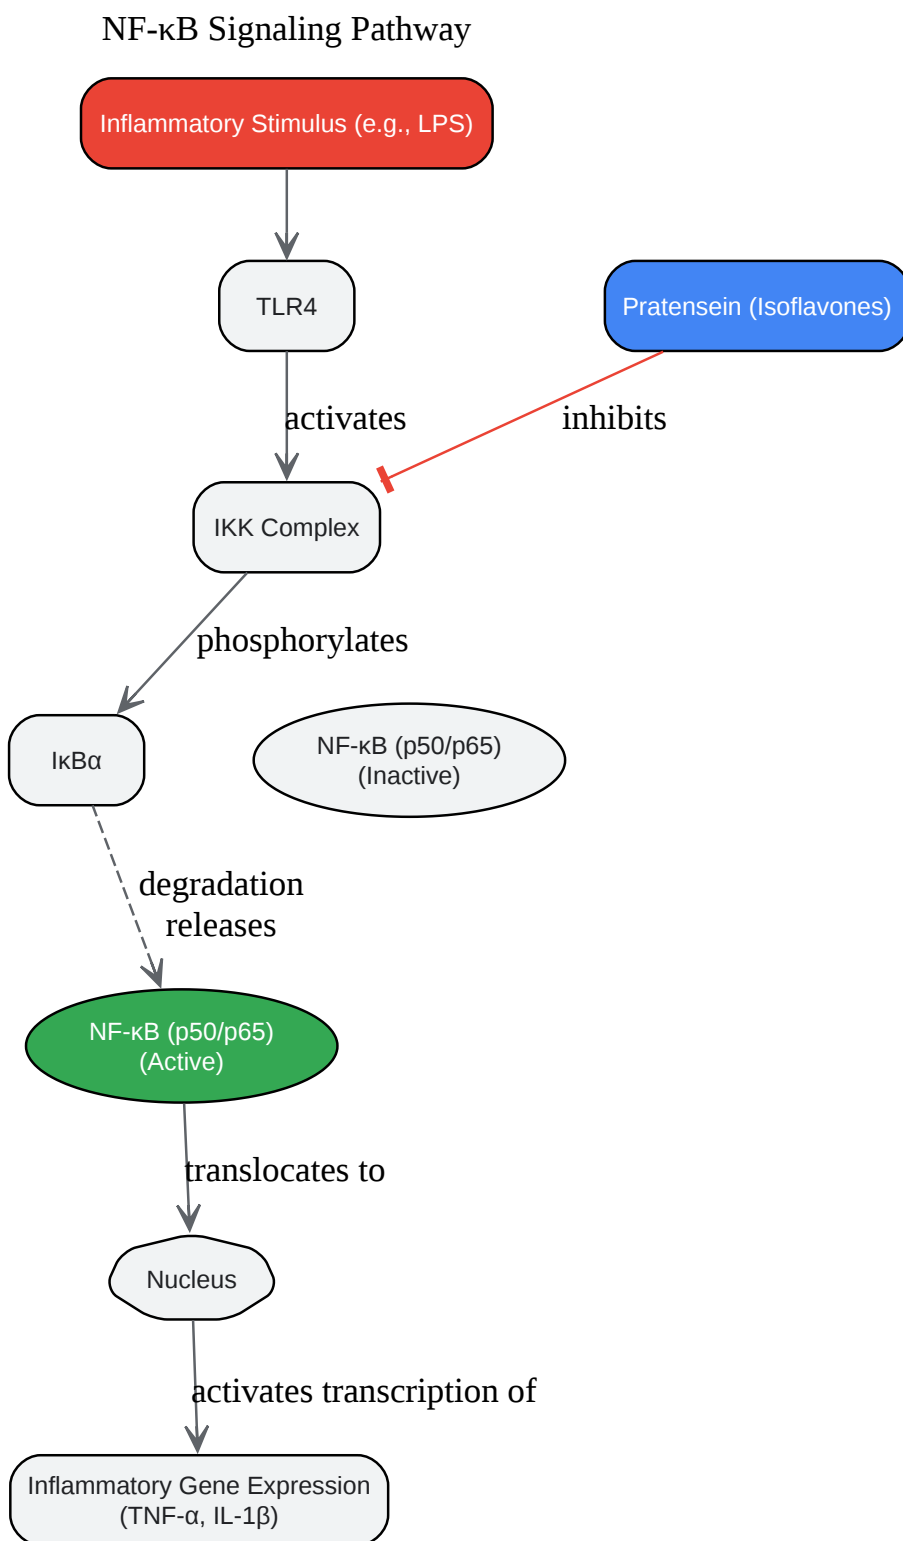 NF-κB Signaling Pathway
Inflammatory Stimulus (e.g., LPS)
TLR4
Pratensein (Isoflavones)
activates
inhibits
IKK Complex
phosphorylates
IκBα
NF-κB (p50/p65)
(Inactive)
degradation
releases
NF-κB (p50/p65)
(Active)
translocates to
Nucleus
activates transcription of
Inflammatory Gene Expression
(TNF-α, IL-1β)